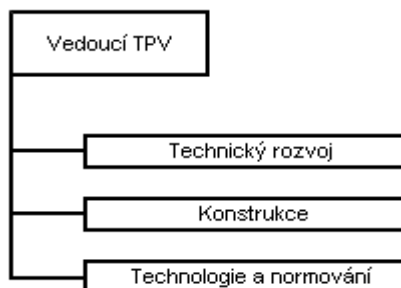 Vedoucí TPV
Technický rozvoj
Konstrukce
Technologie a normování